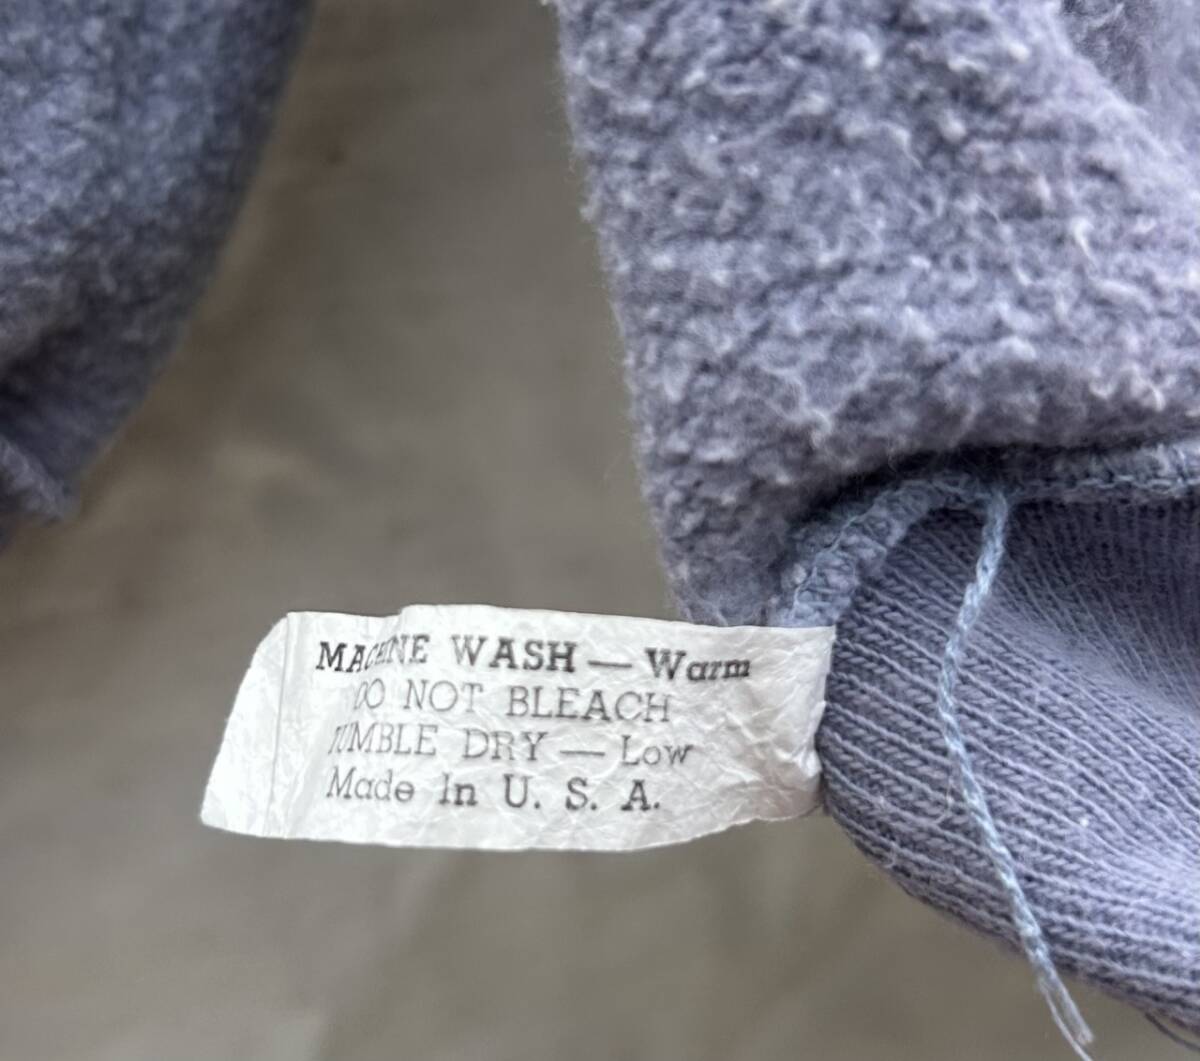 MACHINE WASH — Warm
DO NOT BLEACH
TUMBLE DRY — Low
Made In U. S. A.